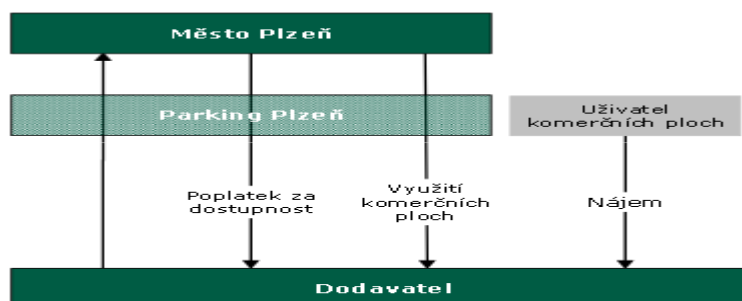 Město Plzeň
Parking Plzeň
Uživatel
komerčních ploch
Poplatek za
dostupnost
Využití
komerčních
ploch
Nájem
Dodavatel